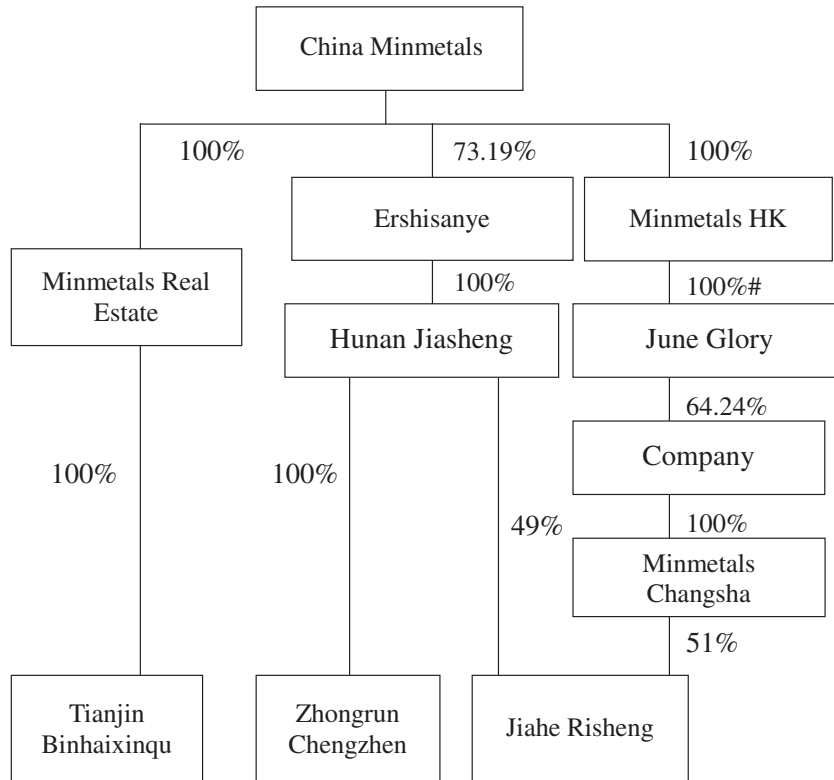 China Minmetals
100%
73.19%
100%
Ershisanye
Minmetals HK
Minmetals Real
Estate
100%
100%#
Hunan Jiasheng
June Glory
64.24%
Company
100%
100%
49%
100%
Minmetals
Changsha
51%
Tianjin
Binhaixinqu
Zhongrun
Chengzhen
Jiahe Risheng